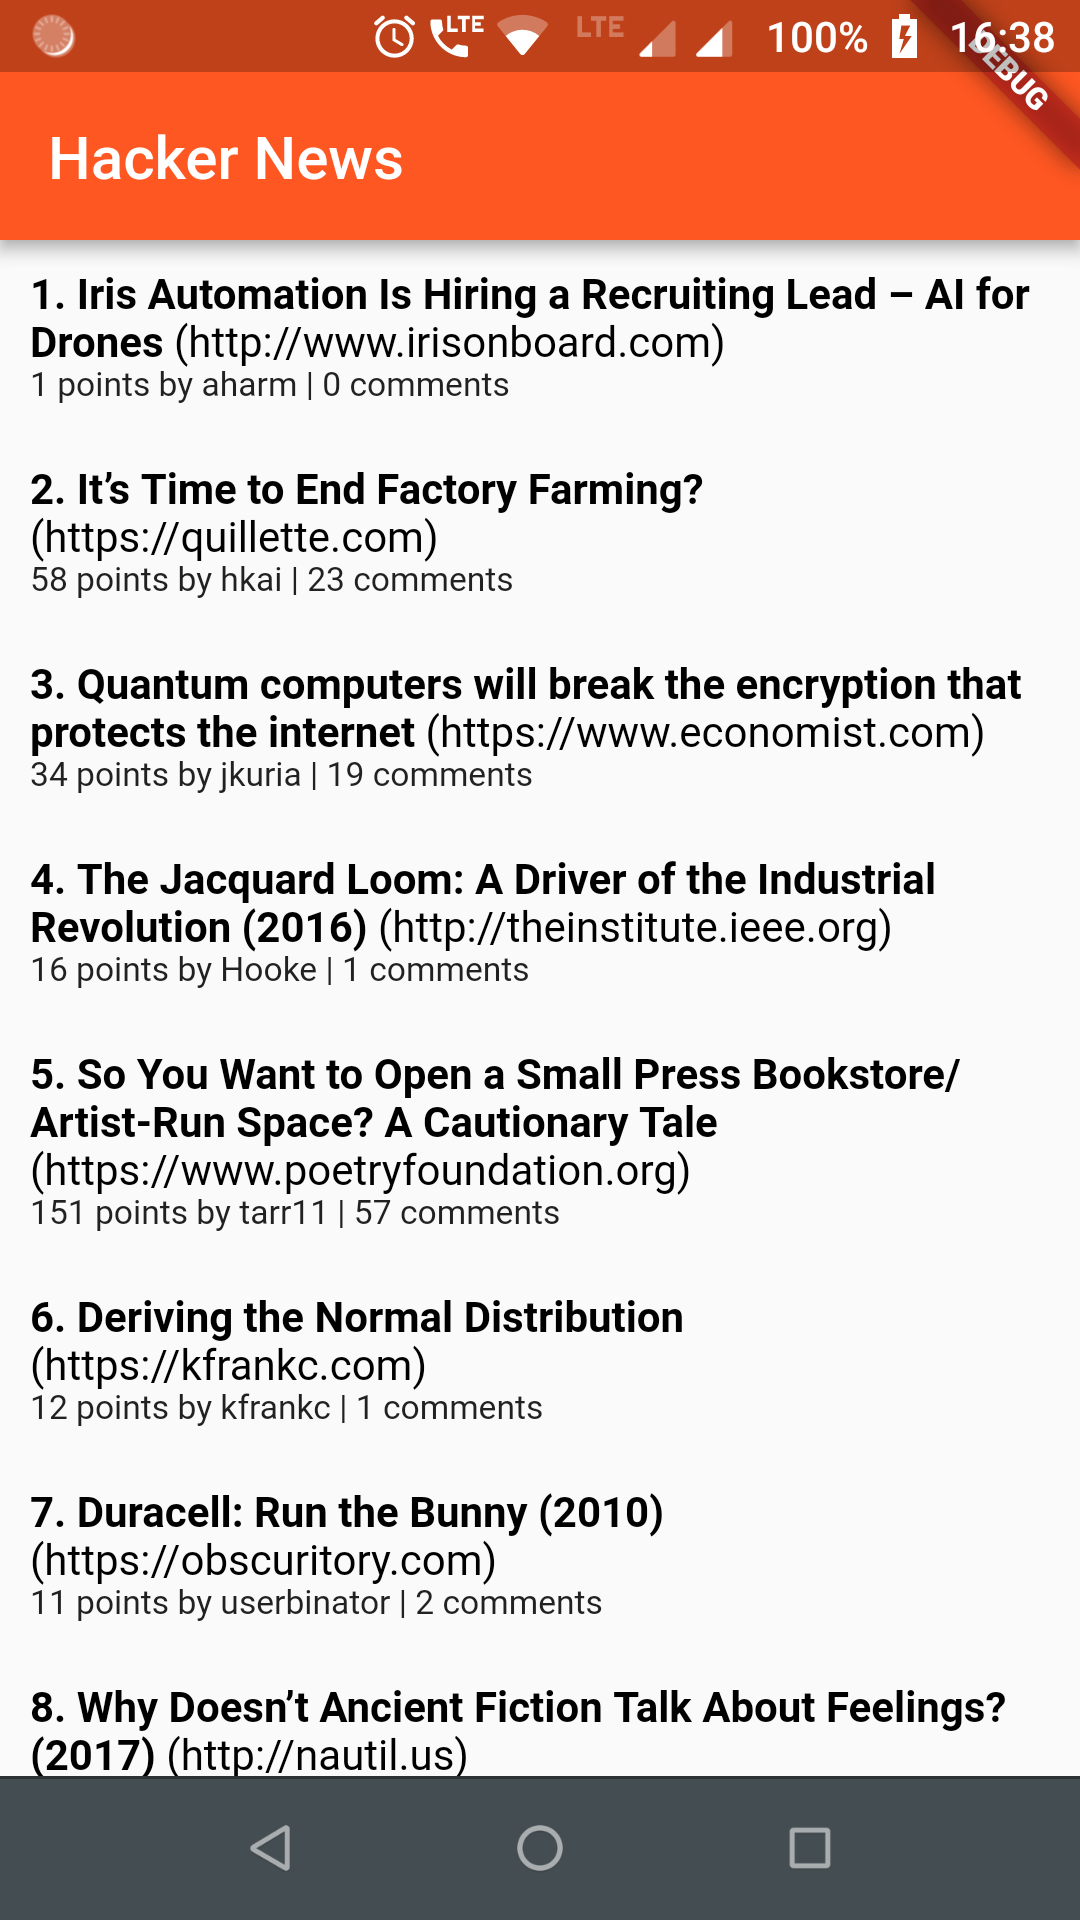 LTE LTE 100% 16:38
DEBUG
Hacker News
1. Iris Automation Is Hiring a Recruiting Lead – AI for
Drones (http://www.irisonboard.com)
1 points by aharm | 0 comments
2. It’s Time to End Factory Farming?
(https://quillette.com)
58 points by hkai | 23 comments
3. Quantum computers will break the encryption that
protects the internet (https://www.economist.com)
34 points by jkuria | 19 comments
4. The Jacquard Loom: A Driver of the Industrial
Revolution (2016) (http://theinstitute.ieee.org)
16 points by Hooke | 1 comments
5. So You Want to Open a Small Press Bookstore/
Artist-Run Space? A Cautionary Tale
(https://www.poetryfoundation.org)
151 points by tarr11 | 57 comments
6. Deriving the Normal Distribution
(https://kfrankc.com)
12 points by kfrankc | 1 comments
7. Duracell: Run the Bunny (2010)
(https://obscuritory.com)
11 points by userbinator | 2 comments
8. Why Doesn’t Ancient Fiction Talk About Feelings?
(2017) (http://nautil.us)